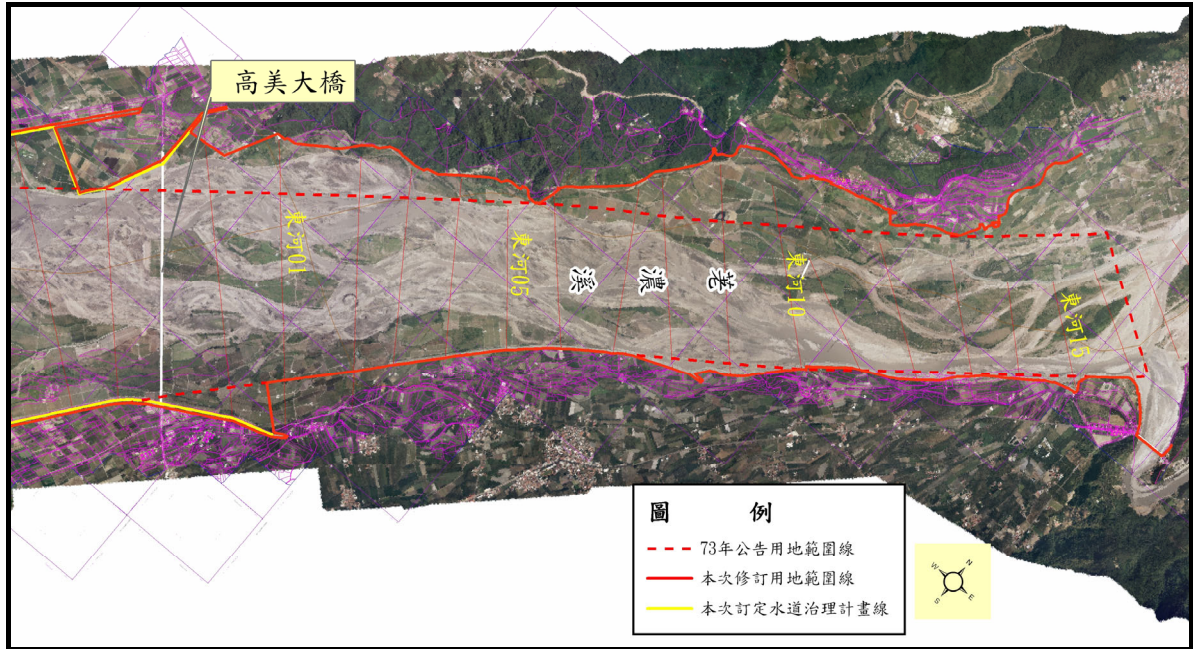 高美大橋
東河01
東河05
荖濃溪
東河10
東河15
圖 例
73年公告用地範圍線
本次修訂用地範圍線
本次訂定水道治理計畫線
N
W
E
S